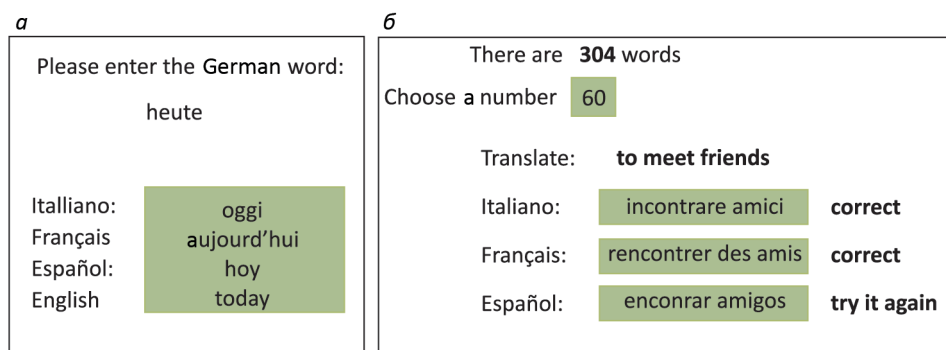 а
Please enter the German word:
heute
Italliano: oggi
Français aujourd'hui
Español: hoy
English today
б
There are 304 words
Choose a number 60
Translate: to meet friends
Italiano: incontrare amici correct
Français: rencontrer des amis correct
Español: enconrar amigos try it again